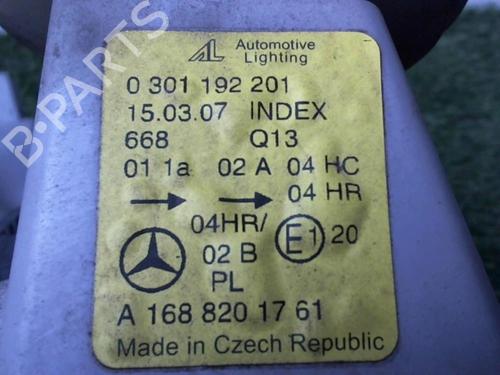 AL Automotive
Lighting
0 301 192 201
15.03.07 INDEX
668 Q13
01 1a 02 A 04 HC
04 HR
04HR/
02 B E1 20
PL
A 168 820 17 61
Made in Czech Republic
B-PARTS